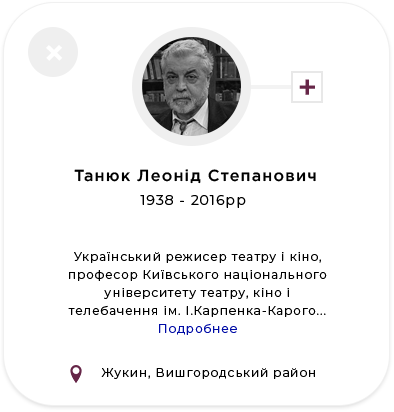 Танюк Леонід Степанович
1938 - 2016рр
Український режисер театру і кіно,
професор Київського національного
університету театру, кіно і
телебачення ім. І.Карпенка-Карого...
Подробнее
Жукин, Вишгородський район